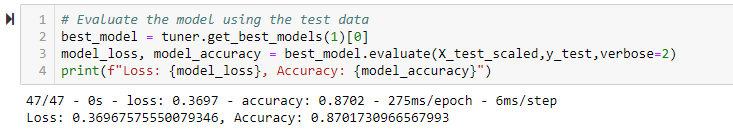 1 # Evaluate the model using the test data
2 best_model = tuner.get_best_models(1)[0]
3 model_loss, model_accuracy = best_model.evaluate(X_test_scaled,y_test,verbose=2)
4 print(f"Loss: {model_loss}, Accuracy: {model_accuracy}")
47/47 - 0s - loss: 0.3697 - accuracy: 0.8702 - 275ms/epoch - 6ms/step
Loss: 0.36967575550079346, Accuracy: 0.8701730966567993